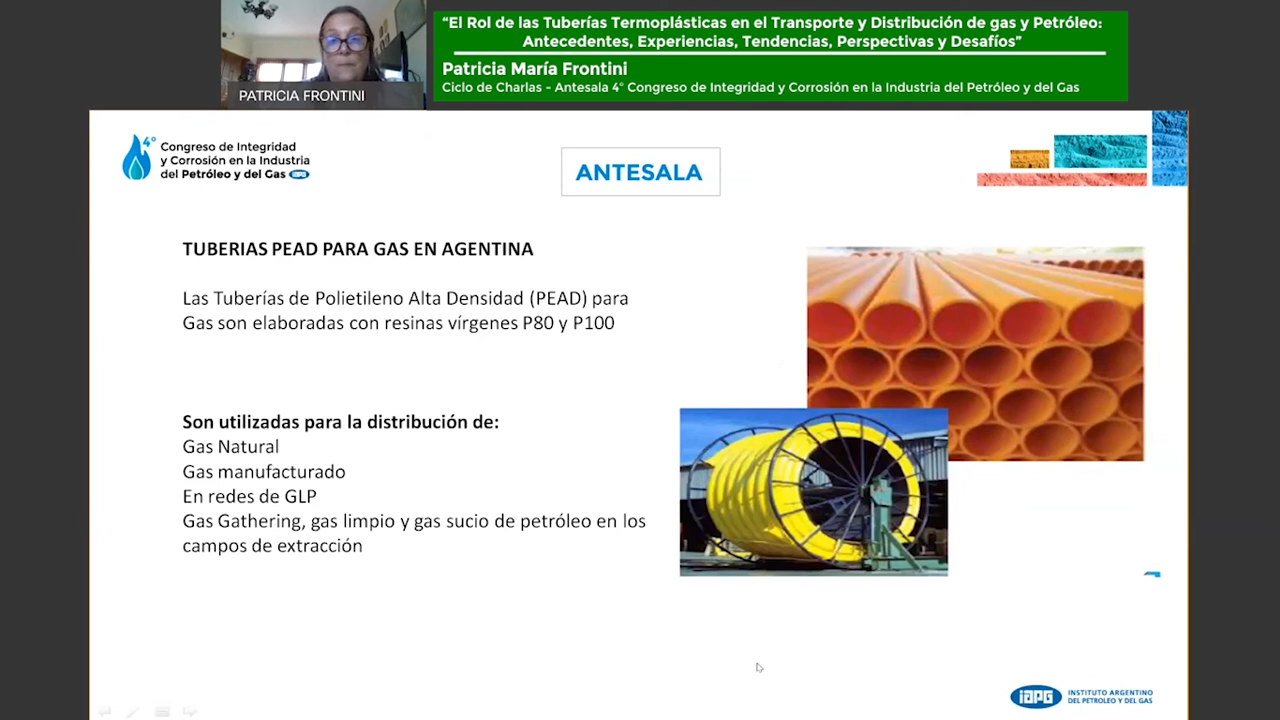 "El Rol de las Tuberías Termoplásticas en el Transporte y Distribución de gas y Petróleo:
Antecedentes, Experiencias, Tendencias, Perspectivas y Desafíos"
Patricia María Frontini
Ciclo de Charlas - Antesala 4° Congreso de Integridad y Corrosión en la Industria del Petróleo y del Gas
PATRICIA FRONTINI
4°
Congreso de Integridad
y Corrosión en la Industria
del Petróleo y del Gas iapg
ANTESALA
TUBERIAS PEAD PARA GAS EN AGENTINA
Las Tuberías de Polietileno Alta Densidad (PEAD) para
Gas son elaboradas con resinas vírgenes P80 y P100
Son utilizadas para la distribución de:
Gas Natural
Gas manufacturado
En redes de GLP
Gas Gathering, gas limpio y gas sucio de petróleo en los
campos de extracción
iapg
INSTITUTO ARGENTINO
DEL PETROLEO Y DEL GAS